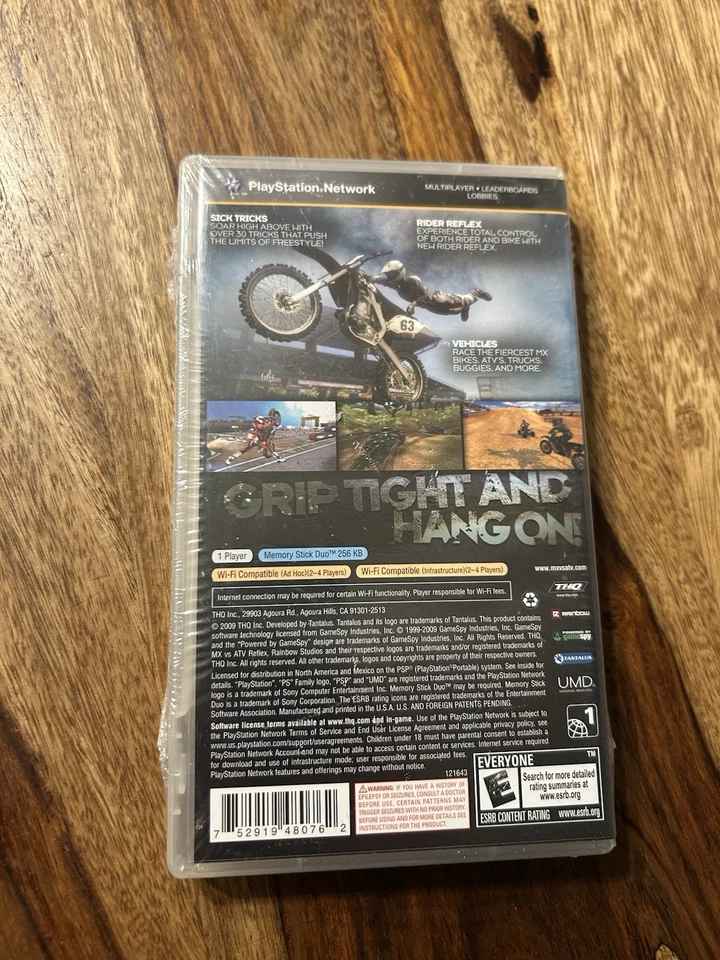 PlayStation®Network
MULTIPLAYER • LEADERBOARDS
LOBBIES
SICK TRICKS
SOAR HIGH ABOVE WITH
OVER 30 TRICKS THAT PUSH
THE LIMITS OF FREESTYLE!
RIDER REFLEX
EXPERIENCE TOTAL CONTROL
OF BOTH RIDER AND BIKE WITH
NEW RIDER REFLEX.
63
VEHICLES
RACE THE FIERCEST MX
BIKES, ATV'S, TRUCKS,
BUGGIES, AND MORE.
GRIP TIGHT AND
HANG ON!
1 Player
Memory Stick Duo™ 256 KB
Wi-Fi Compatible (Ad Hoc)(2–4 Players)
Wi-Fi Compatible (Infrastructure)(2–4 Players)
www.mxvsatv.com
Internet connection may be required for certain Wi-Fi functionality. Player responsible for Wi-Fi fees.
THQ
www.thq.com
THQ Inc., 29903 Agoura Rd., Agoura Hills, CA 91301-2513
© 2009 THQ Inc. Developed by Tantalus. Tantalus and its logo are trademarks of Tantalus. This product contains
software technology licensed from GameSpy Industries, Inc. © 1999-2009 GameSpy Industries, Inc. GameSpy
and the "Powered by GameSpy" design are trademarks of GameSpy Industries, Inc. All Rights Reserved. THQ,
MX vs ATV Reflex, Rainbow Studios and their respective logos are trademarks and/or registered trademarks of
THQ Inc. All rights reserved. All other trademarks, logos and copyrights are property of their respective owners.
Licensed for distribution in North America and Mexico on the PSP® (PlayStation®Portable) system. See inside for
details. "PlayStation", "PS" Family logo, "PSP" and "UMD" are registered trademarks and the PlayStation Network
logo is a trademark of Sony Computer Entertainment Inc. Memory Stick Duo™ may be required. Memory Stick
Duo is a trademark of Sony Corporation. The ESRB rating icons are registered trademarks of the Entertainment
Software Association. Manufactured and printed in the U.S.A. U.S. AND FOREIGN PATENTS PENDING.
Software license terms available at www.thq.com and in-game. Use of the PlayStation Network is subject to
the PlayStation Network Terms of Service and End User License Agreement and applicable privacy policy, see
www.us.playstation.com/support/useragreements. Children under 18 must have parental consent to establish a
PlayStation Network Account and may not be able to access certain content or services. Internet service required
for download and use of infrastructure mode; user responsible for associated fees.
PlayStation Network features and offerings may change without notice.
121643
RAINBOW
POWERED BY
gamespy
TANTALUS
UMD
1
7 52919 48076 2
WARNING: IF YOU HAVE A HISTORY OF
EPILEPSY OR SEIZURES, CONSULT A DOCTOR
BEFORE USE. CERTAIN PATTERNS MAY
TRIGGER SEIZURES WITH NO PRIOR HISTORY.
BEFORE USING AND FOR MORE DETAILS SEE
INSTRUCTIONS FOR THE PRODUCT.
EVERYONE
TM
E
Search for more detailed
rating summaries at
www.esrb.org
ESRB CONTENT RATING www.esrb.org